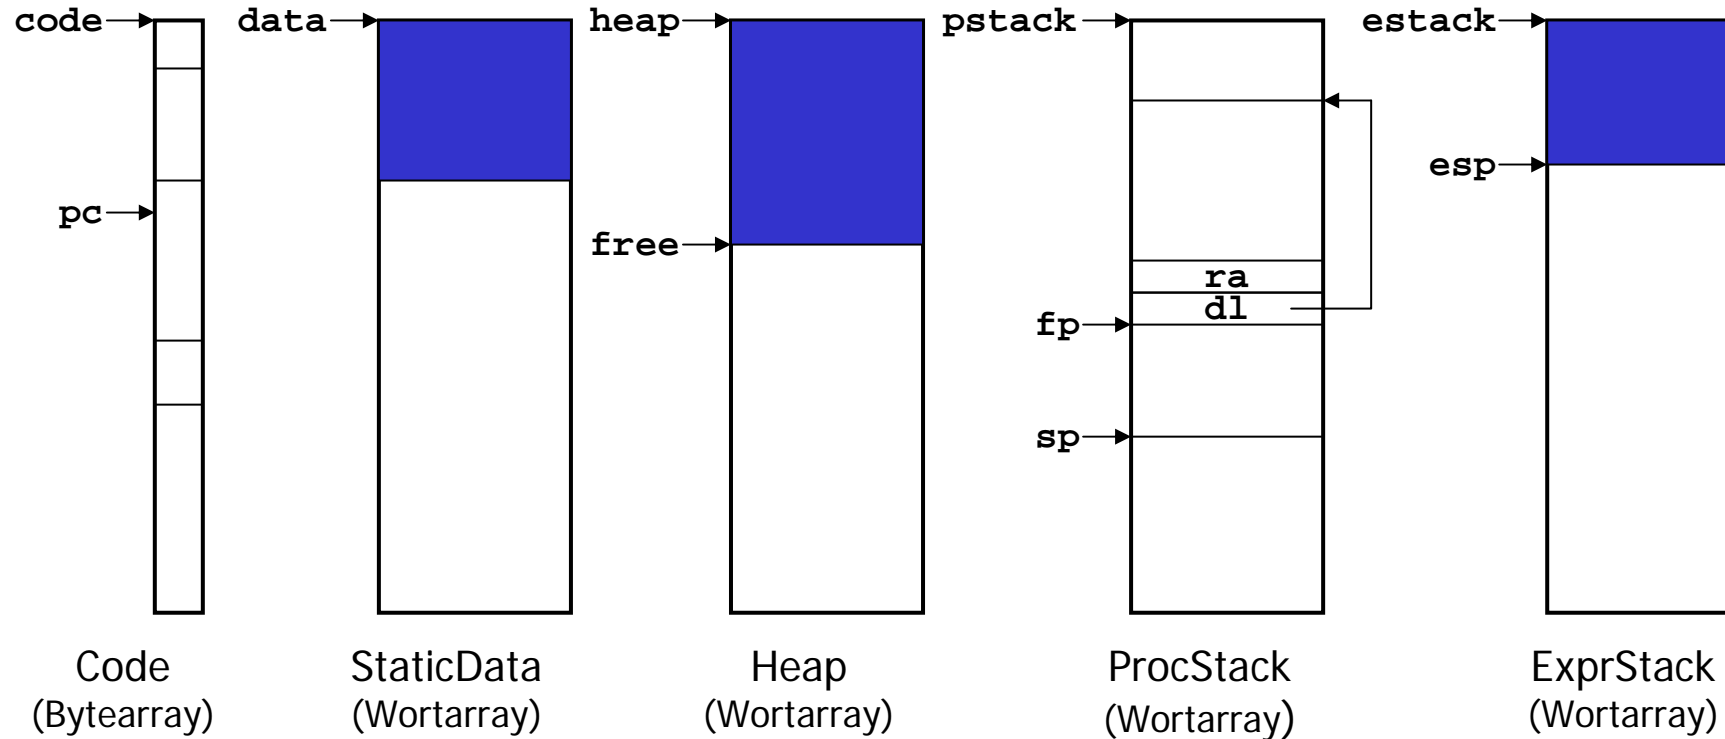 code
data
heap
pstack
estack
esp
pc
free
ra
dl
fp
sp
Code
(Bytearray)
StaticData
(Wortarray)
Heap
(Wortarray)
ProcStack
(Wortarray)
ExprStack
(Wortarray)